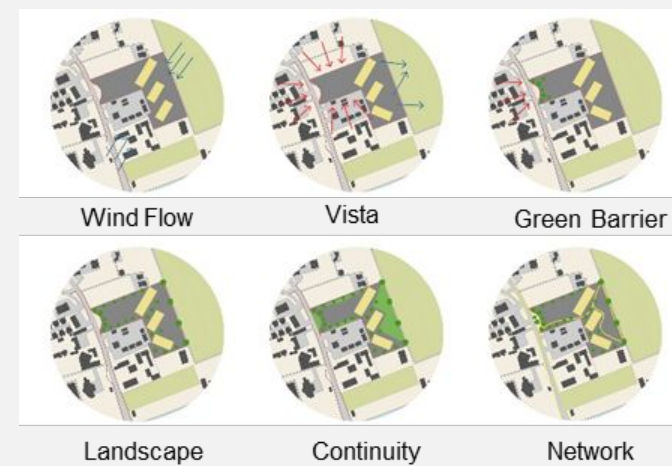 Wind Flow
Vista
Green Barrier
Landscape
Continuity
Network